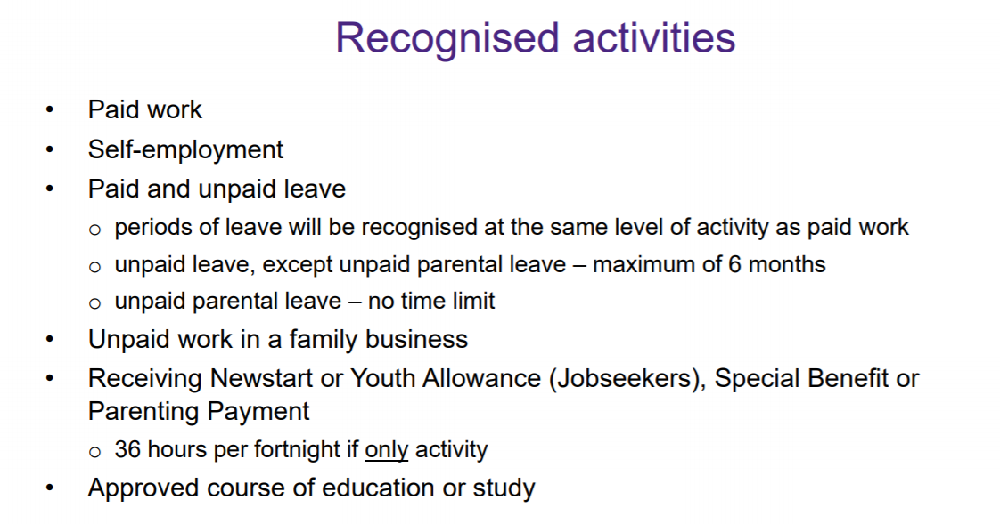 Recognised activities
• Paid work
• Self-employment
• Paid and unpaid leave
o periods of leave will be recognised at the same level of activity as paid work
o unpaid leave, except unpaid parental leave – maximum of 6 months
o unpaid parental leave – no time limit
• Unpaid work in a family business
• Receiving Newstart or Youth Allowance (Jobseekers), Special Benefit or
Parenting Payment
o 36 hours per fortnight if only activity
• Approved course of education or study